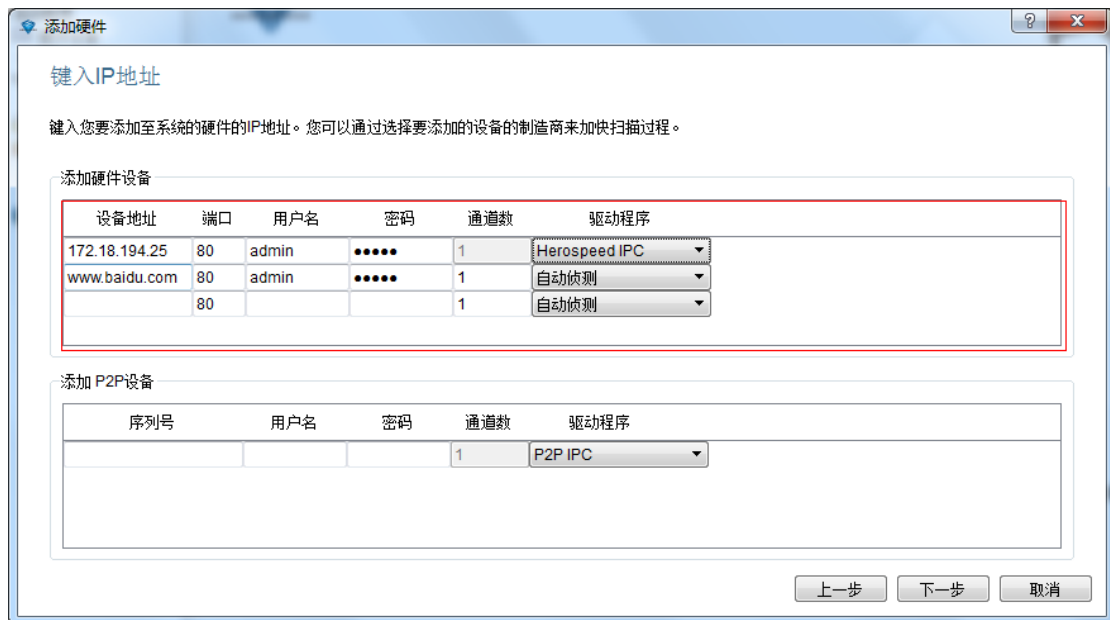 添加硬件
键入IP地址
键入您要添加至系统的硬件的IP地址。您可以通过选择要添加的设备的制造商来加快扫描过程。
添加硬件设备
设备地址 端口 用户名 密码 通道数 驱动程序
172.18.194.25 80 admin ●●●●● 1 Herospeed IPC
www.baidu.com 80 admin ●●●●● 1 自动侦测
80 1 自动侦测
添加 P2P设备
序列号 用户名 密码 通道数 驱动程序
1 P2P IPC
上一步 下一步 取消